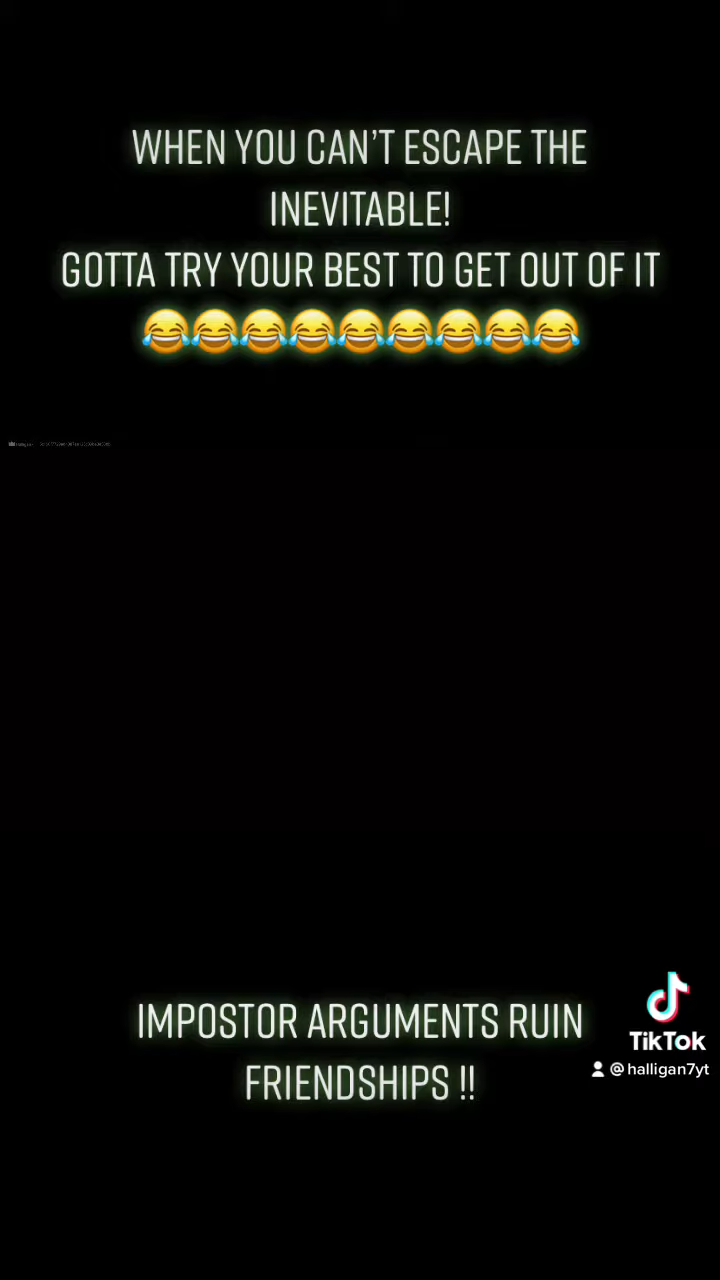 WHEN YOU CAN'T ESCAPE THE
INEVITABLE!
GOTTA TRY YOUR BEST TO GET OUT OF IT
😂😂😂😂😂😂😂😂😂
IMPOSTOR ARGUMENTS RUIN
FRIENDSHIPS !!
TikTok
@halligan7yt